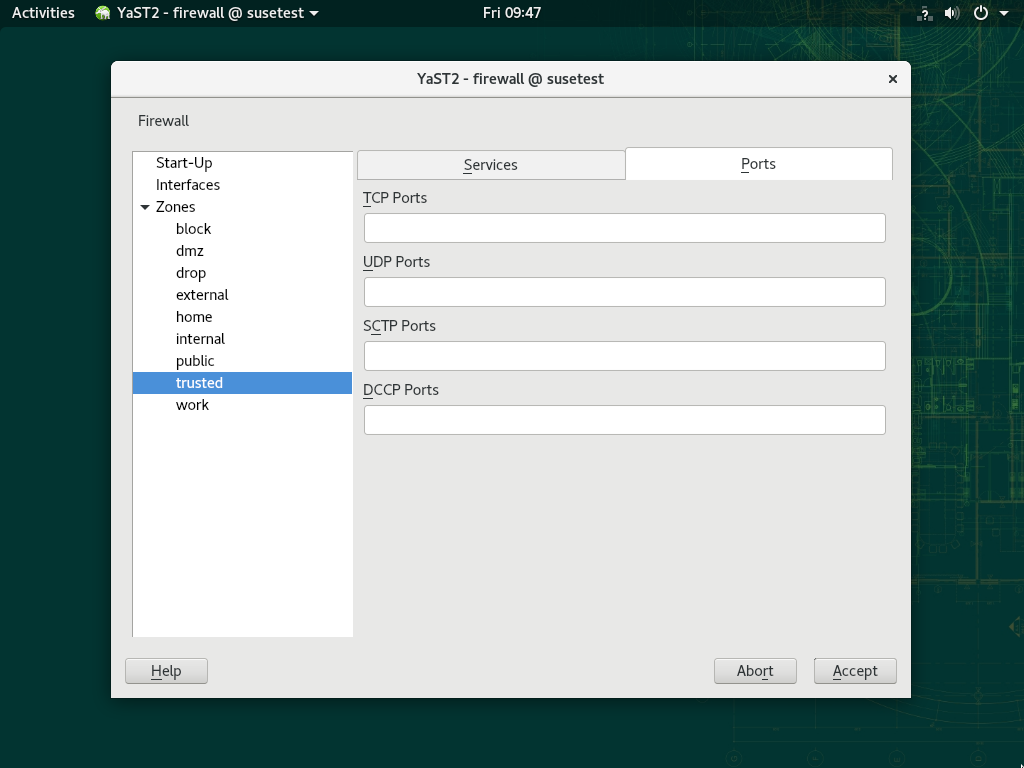 Activities YaST2 - firewall @ susetest Fri 09:47
YaST2 - firewall @ susetest
Firewall
Start-Up
Interfaces
Zones
block
dmz
drop
external
home
internal
public
trusted
work
Services Ports
TCP Ports
UDP Ports
SCTP Ports
DCCP Ports
Help Abort Accept